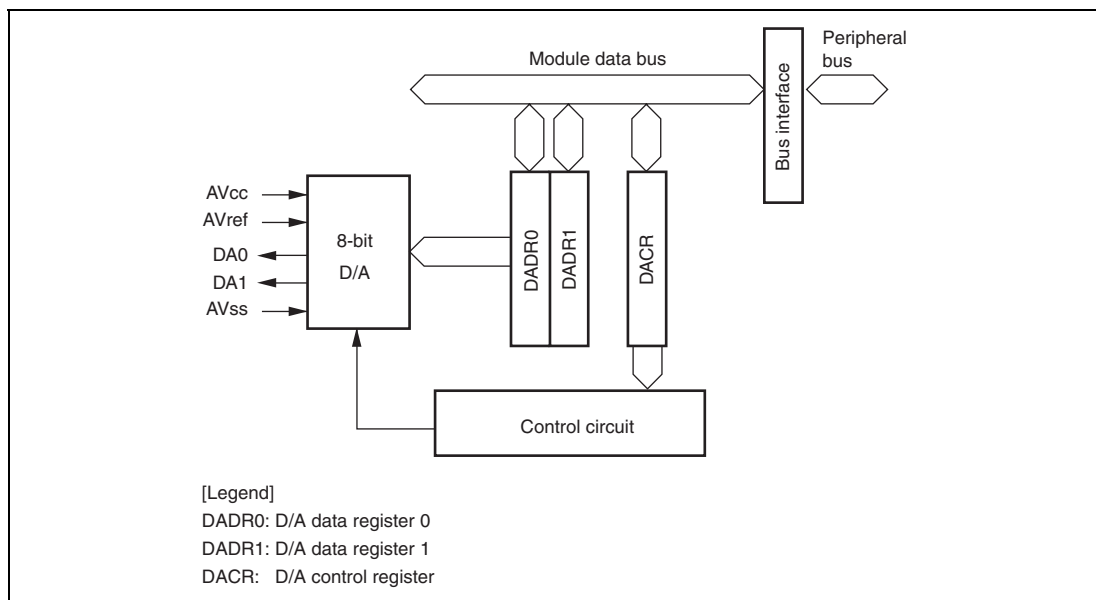 Module data bus
Peripheral
bus
Bus interface
AVcc
AVref
DA0
DA1
AVss
8-bit
D/A
DADR0
DADR1
DACR
Control circuit
[Legend]
DADR0: D/A data register 0
DADR1: D/A data register 1
DACR: D/A control register